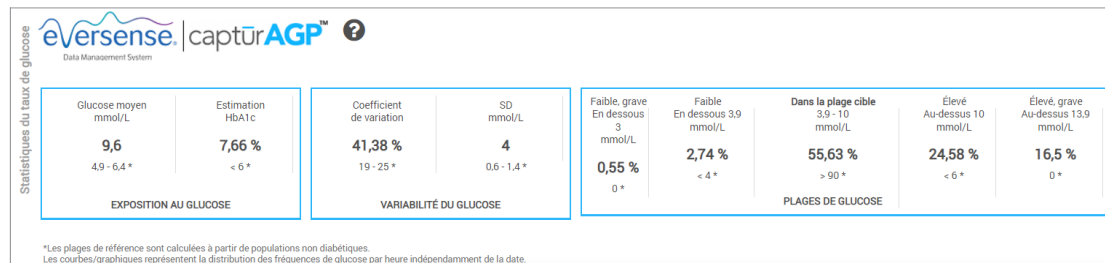 Statistiques du taux de glucose
eversense® | captūrAGP™ ?
Data Management System
Glucose moyen
mmol/L
9,6
4,9 - 6,4 *
Estimation
HbA1c
7,66 %
< 6 *
EXPOSITION AU GLUCOSE
Coefficient
de variation
41,38 %
19 - 25 *
SD
mmol/L
4
0,6 - 1,4 *
VARIABILITÉ DU GLUCOSE
Faible, grave
En dessous
3
mmol/L
0,55 %
0 *
Faible
En dessous 3,9
mmol/L
2,74 %
< 4 *
Dans la plage cible
3,9 - 10
mmol/L
55,63 %
> 90 *
Élevé
Au-dessus 10
mmol/L
24,58 %
< 6 *
Élevé, grave
Au-dessus 13,9
mmol/L
16,5 %
0 *
PLAGES DE GLUCOSE
*Les plages de référence sont calculées à partir de populations non diabétiques.
Les courbes/graphiques représentent la distribution des fréquences de glucose par heure indépendamment de la date.